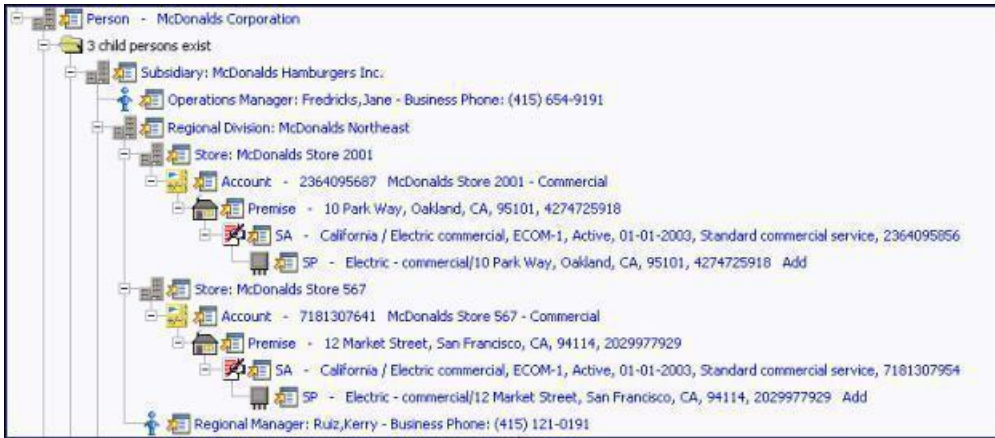 Person - McDonalds Corporation
3 child persons exist
Subsidiary: McDonalds Hamburgers Inc.
Operations Manager: Fredricks,Jane - Business Phone: (415) 654-9191
Regional Division: McDonalds Northeast
Store: McDonalds Store 2001
Account - 2364095687 McDonalds Store 2001 - Commercial
Premise - 10 Park Way, Oakland, CA, 95101, 4274725918
SA - California / Electric commercial, ECOM-1, Active, 01-01-2003, Standard commercial service, 2364095856
SP - Electric - commercial/10 Park Way, Oakland, CA, 95101, 4274725918 Add
Store: McDonalds Store 567
Account - 7181307641 McDonalds Store 567 - Commercial
Premise - 12 Market Street, San Francisco, CA, 94114, 2029977929
SA - California / Electric commercial, ECOM-1, Active, 01-01-2003, Standard commercial service, 7181307954
SP - Electric - commercial/12 Market Street, San Francisco, CA, 94114, 2029977929 Add
Regional Manager: Ruiz,Kerry - Business Phone: (415) 121-0191